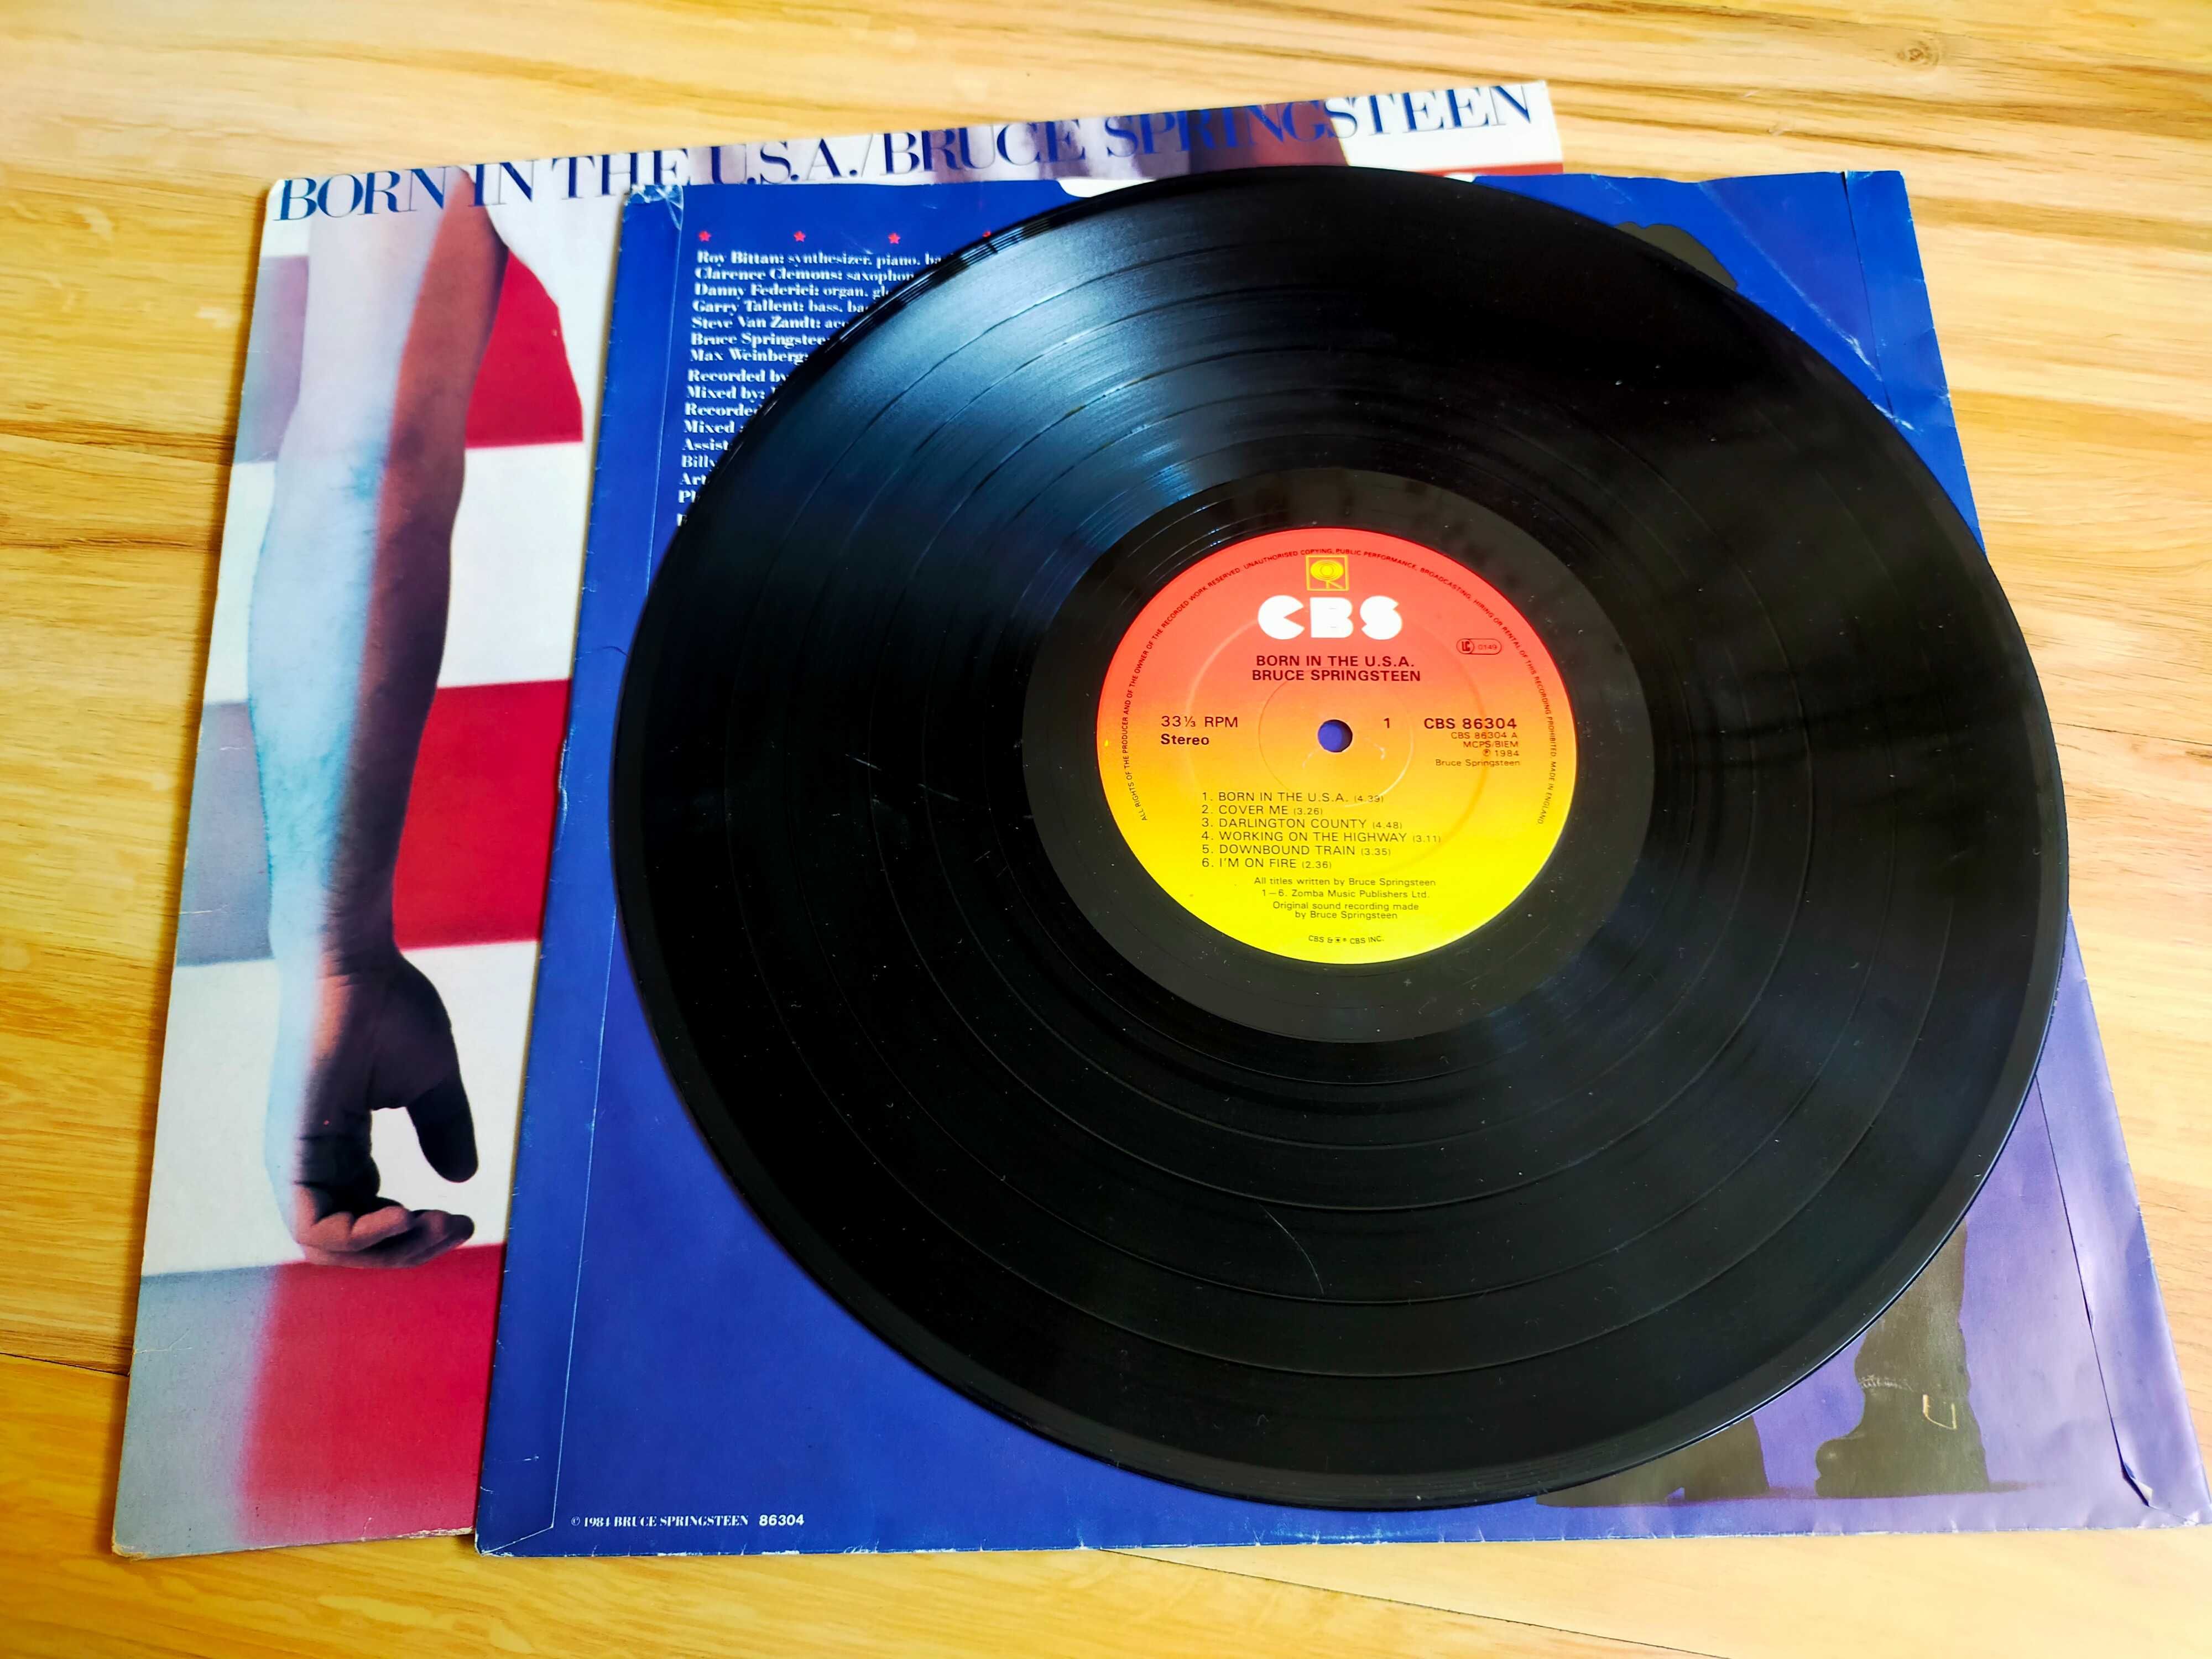 BORN IN THE U.S.A./BRUCE SPRINGSTEEN
Roy Bittan: synthesizer, piano,
Clarence Clemons:
Danny Federici: organ,
Garry Tallent: bass,
Steve Van Zandt:
Bruce
Max Weinberg:
Recorded by
Mixed by:
Recorded
Mixed
© 1984 BRUCE SPRINGSTEEN 86304
ALL RIGHTS OF THE PRODUCER AND OF THE OWNER OF THE RECORDED WORK RESERVED. UNAUTHORISED COPYING, PUBLIC PERFORMANCE, BROADCASTING, HIRING OR RENTAL OF THIS RECORDING PROHIBITED. MADE IN ENGLAND
CBS
LC 0149
BORN IN THE U.S.A.
BRUCE SPRINGSTEEN
33⅓ RPM
Stereo
1
CBS 86304
CBS 86304 A
MCPS/BIEM
℗ 1984
Bruce Springsteen
1. BORN IN THE U.S.A. (4.39)
2. COVER ME (3.26)
3. DARLINGTON COUNTY (4.48)
4. WORKING ON THE HIGHWAY (3.11)
5. DOWNBOUND TRAIN (3.35)
6. I'M ON FIRE (2.36)
All titles written by Bruce Springsteen
1–6. Zomba Music Publishers Ltd.
Original sound recording made
by Bruce Springsteen
CBS & ® CBS INC.